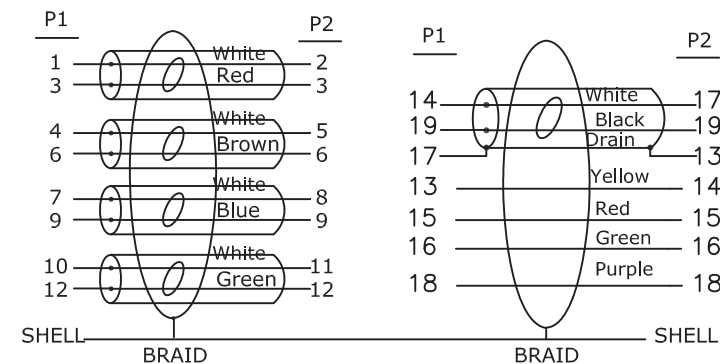 P1 P2
1 White 2
3 Red 3
4 White 5
6 Brown 6
7 White 8
9 Blue 9
10 White 11
12 Green 12
SHELL
BRAID
P1 P2
14 White 17
19 Black 19
17 Drain 13
13 Yellow 14
15 Red 15
16 Green 16
18 Purple 18
SHELL
BRAID